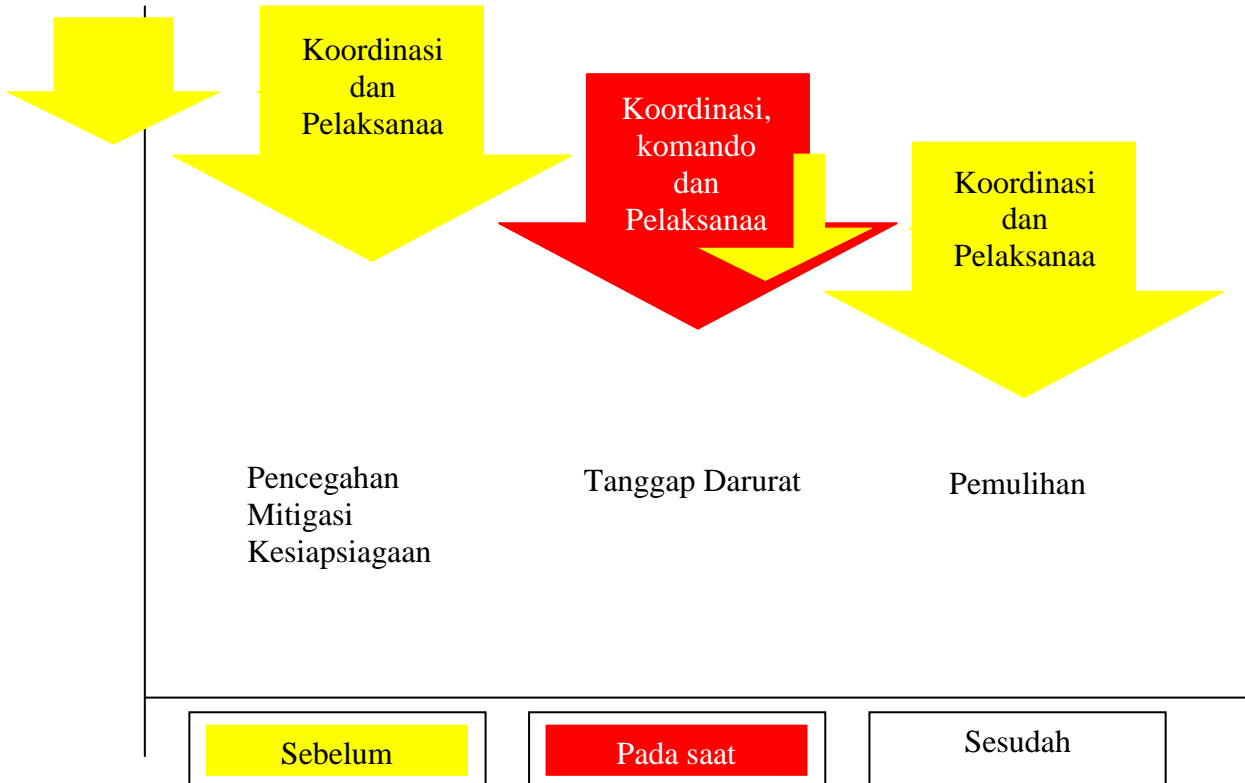 Koordinasi
dan
Pelaksanaa
Koordinasi,
komando
dan
Pelaksanaa
Koordinasi
dan
Pelaksanaa
Pencegahan
Mitigasi
Kesiapsiagaan
Tanggap Darurat
Pemulihan
Sebelum
Pada saat
Sesudah